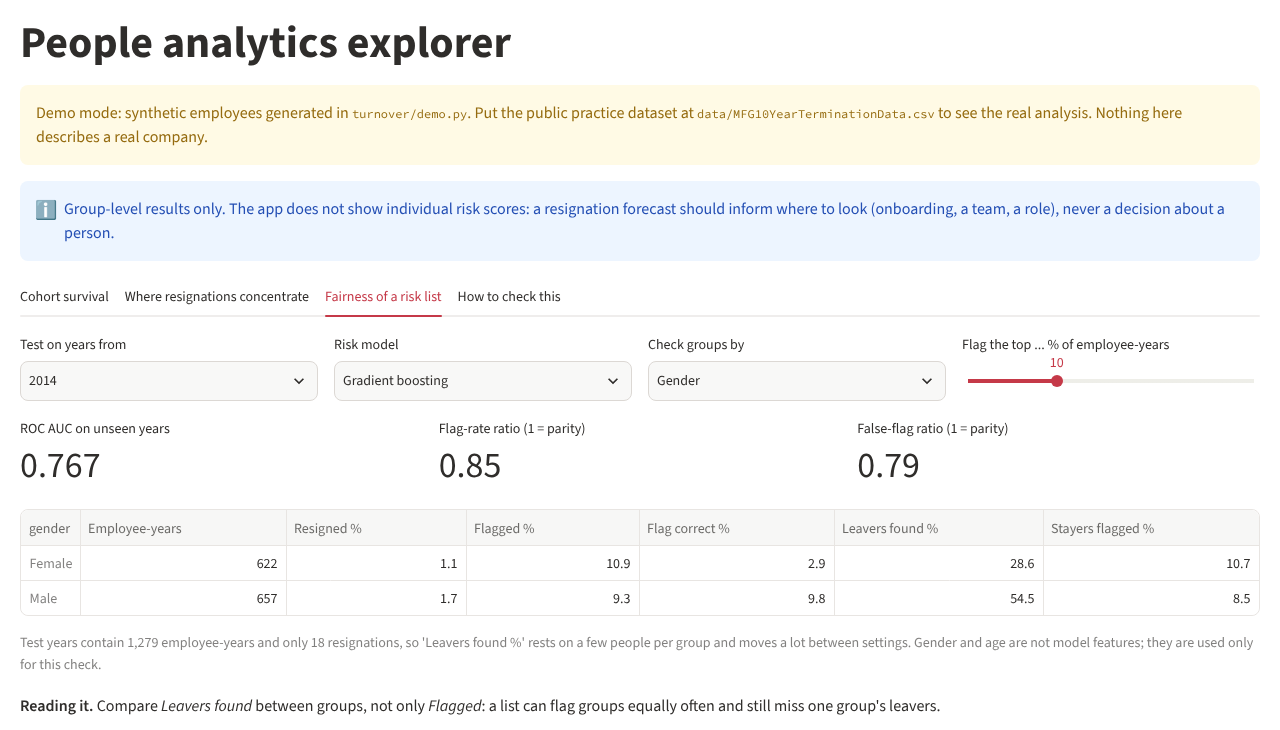 People analytics explorer
Demo mode: synthetic employees generated in turnover/demo.py. Put the public practice dataset at data/MFG10YearTerminationData.csv to see the real analysis. Nothing here
describes a real company.
Group-level results only. The app does not show individual risk scores: a resignation forecast should inform where to look (onboarding, a team, a role), never a decision about a
person.
Cohort survival Where resignations concentrate Fairness of a risk list How to check this
Test on years from Risk model Check groups by Flag the top ... % of employee-years
10
2014 Gradient boosting Gender
ROC AUC on unseen years Flag-rate ratio (1 = parity) False-flag ratio (1 = parity)
0.767 0.85 0.79
gender Employee-years Resigned % Flagged % Flag correct % Leavers found % Stayers flagged %
Female 622 1.1 10.9 2.9 28.6 10.7
Male 657 1.7 9.3 9.8 54.5 8.5
Test years contain 1,279 employee-years and only 18 resignations, so 'Leavers found %' rests on a few people per group and moves a lot between settings. Gender and age are not model features; they are used only
for this check.
Reading it. Compare Leavers found between groups, not only Flagged: a list can flag groups equally often and still miss one group's leavers.